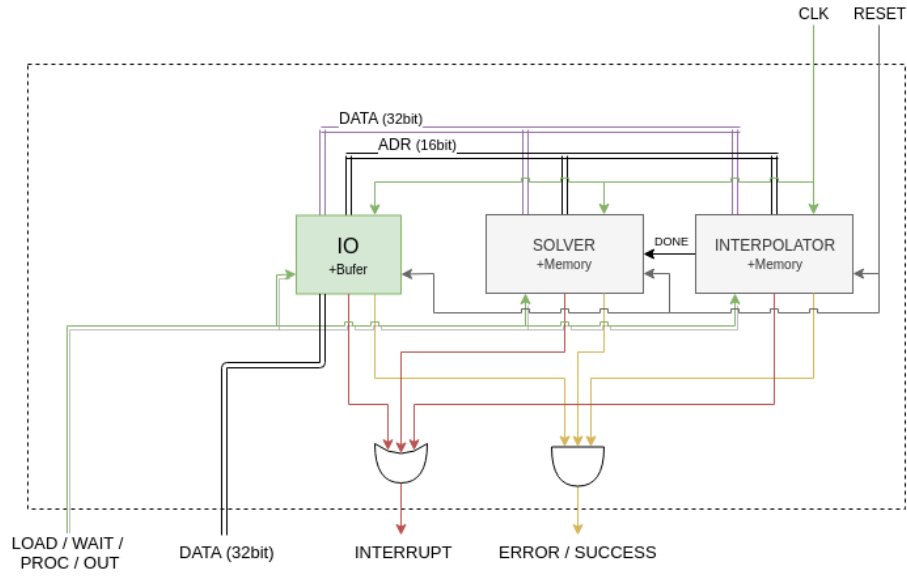 CLK
RESET
DATA (32bit)
ADR (16bit)
IO
+Bufer
SOLVER
+Memory
DONE
INTERPOLATOR
+Memory
LOAD / WAIT /
PROC / OUT
DATA (32bit)
INTERRUPT
ERROR / SUCCESS